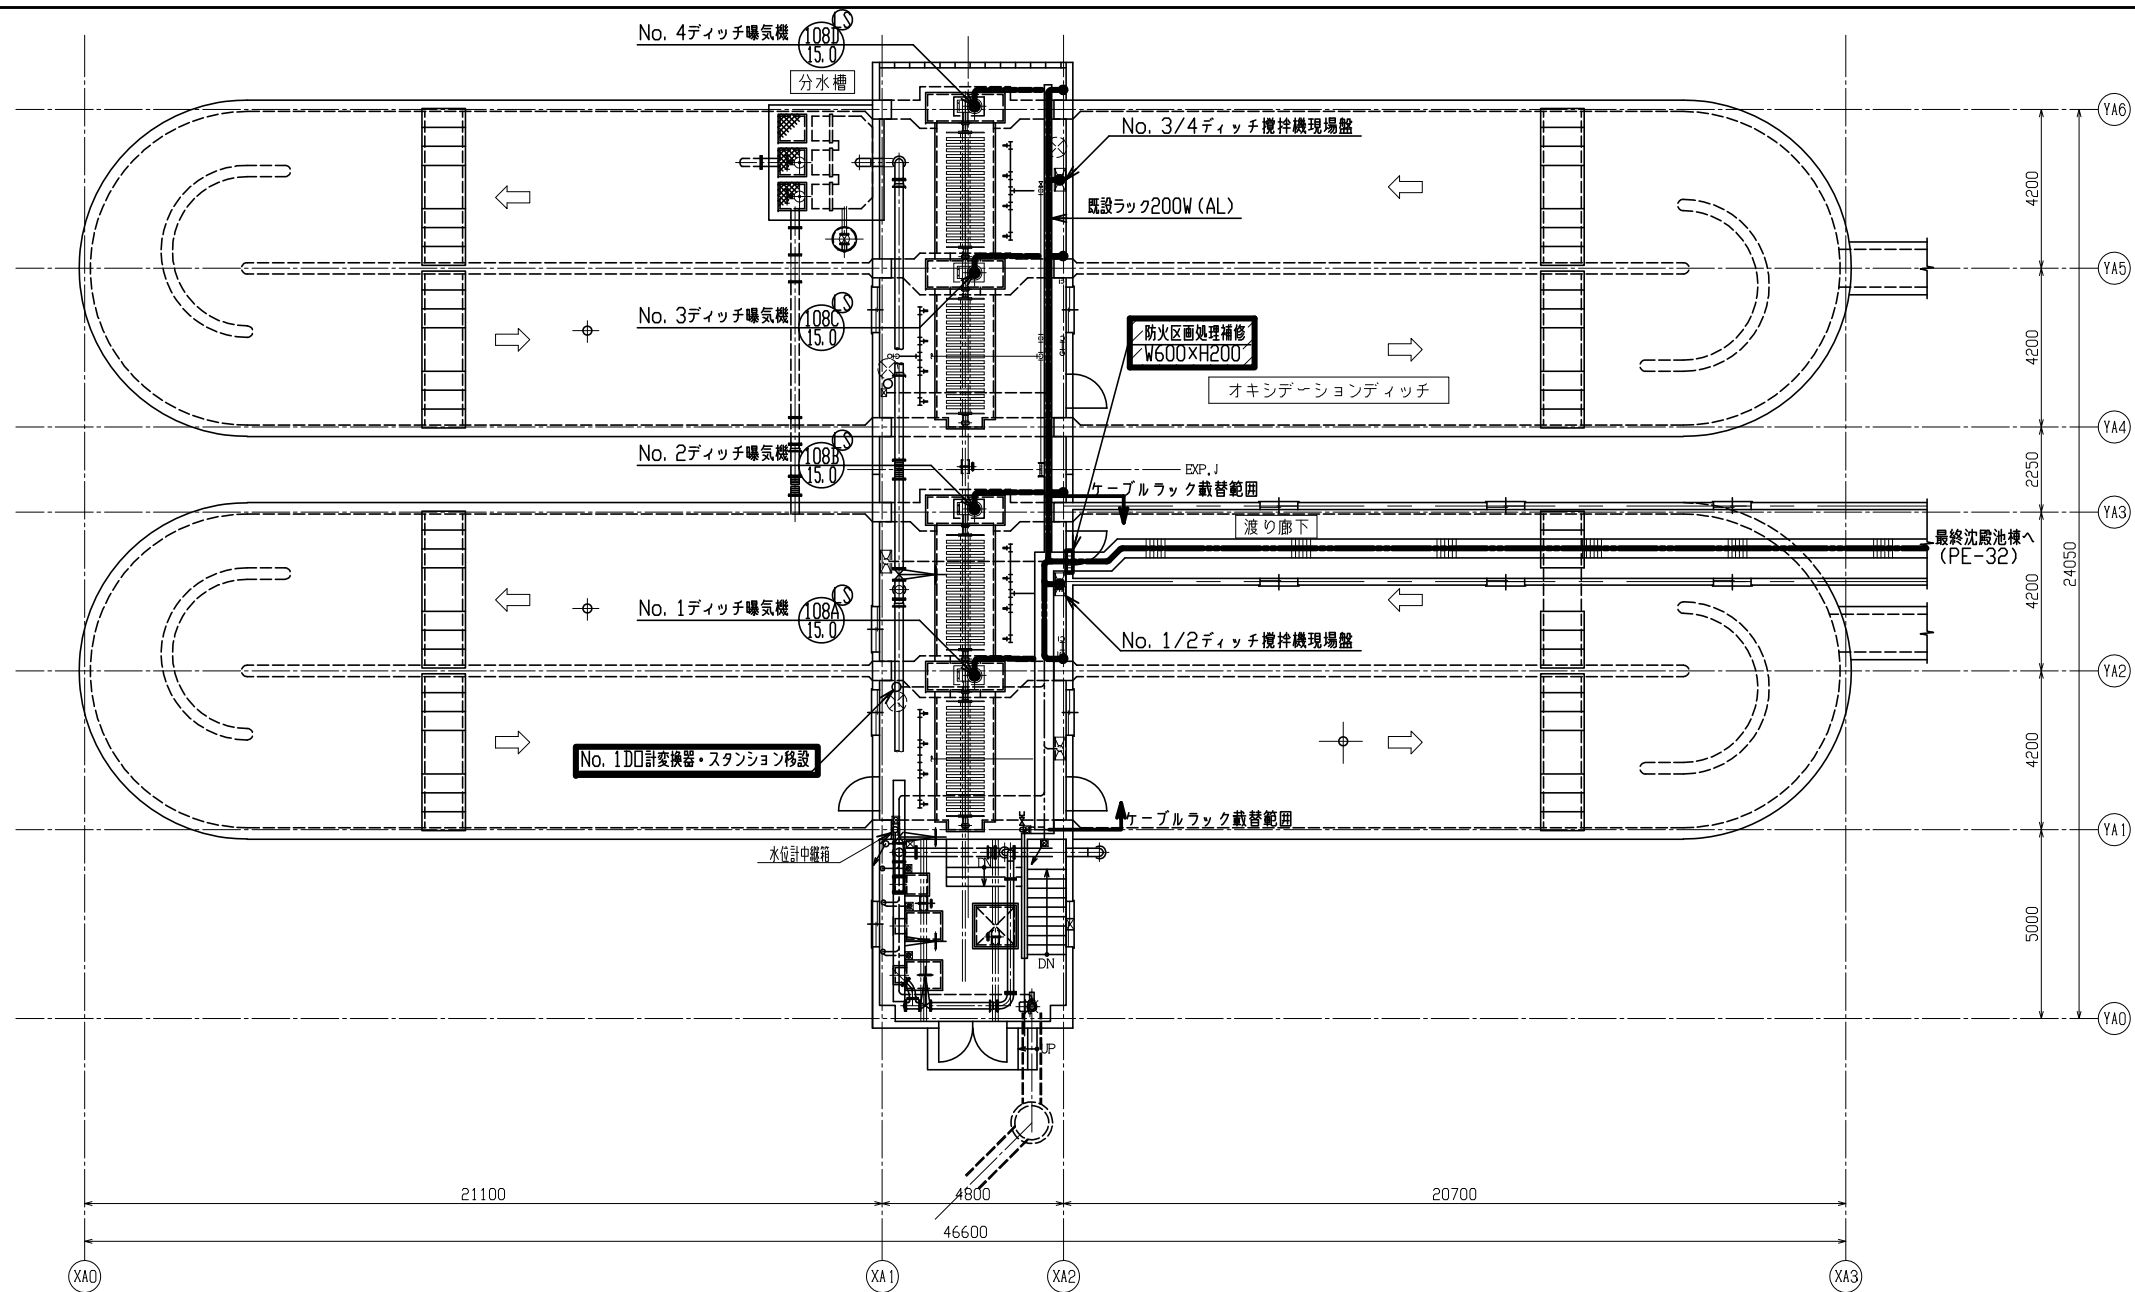 No. 4ディッチ曝気機
108D
15.0
LS
分水槽
No. 3/4ディッチ撹拌機現場盤
既設ラック200W(AL)
No. 3ディッチ曝気機
108C
15.0
LS
防火区画処理補修
W600×H200
オキシデーションディッチ
No. 2ディッチ曝気機
108B
15.0
LS
EXP.J
ケーブルラック載替範囲
渡り廊下
最終沈殿池棟へ
(PE-32)
No. 1ディッチ曝気機
108A
15.0
LS
No. 1/2ディッチ撹拌機現場盤
No. 1DO計変換器・スタンション移設
ケーブルラック載替範囲
水位計中継箱
DN
DN
UP
YA6
4200
YA5
4200
YA4
2250
YA3
4200
24050
YA2
4200
YA1
5000
YA0
21100
4800
20700
46600
XA0
XA1
XA2
XA3